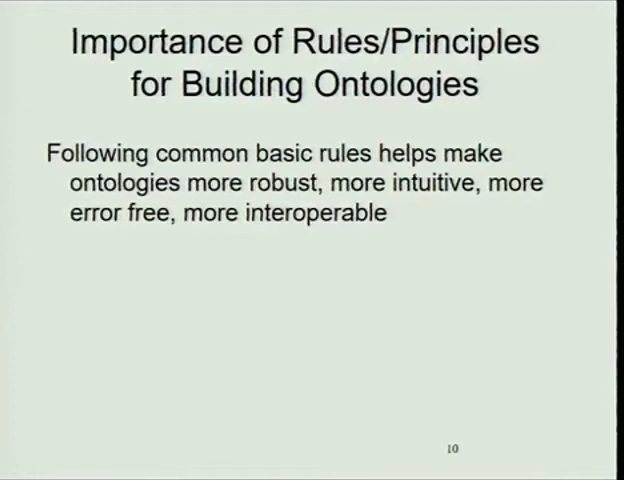 Importance of Rules/Principles
for Building Ontologies
Following common basic rules helps make
ontologies more robust, more intuitive, more
error free, more interoperable
10